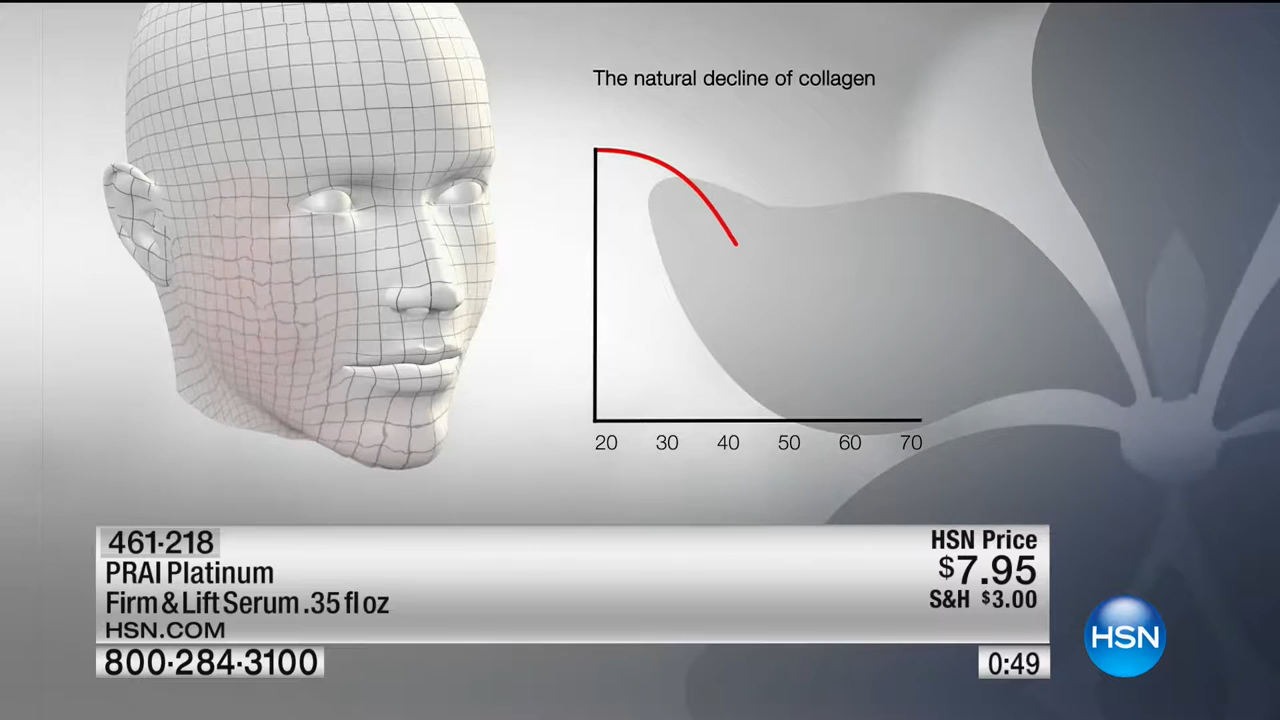 The natural decline of collagen
20 30 40 50 60 70
461-218
PRAI Platinum
Firm & Lift Serum .35 fl oz
HSN.COM
800-284-3100
HSN Price
$7.95
S&H $3.00
0:49
HSN